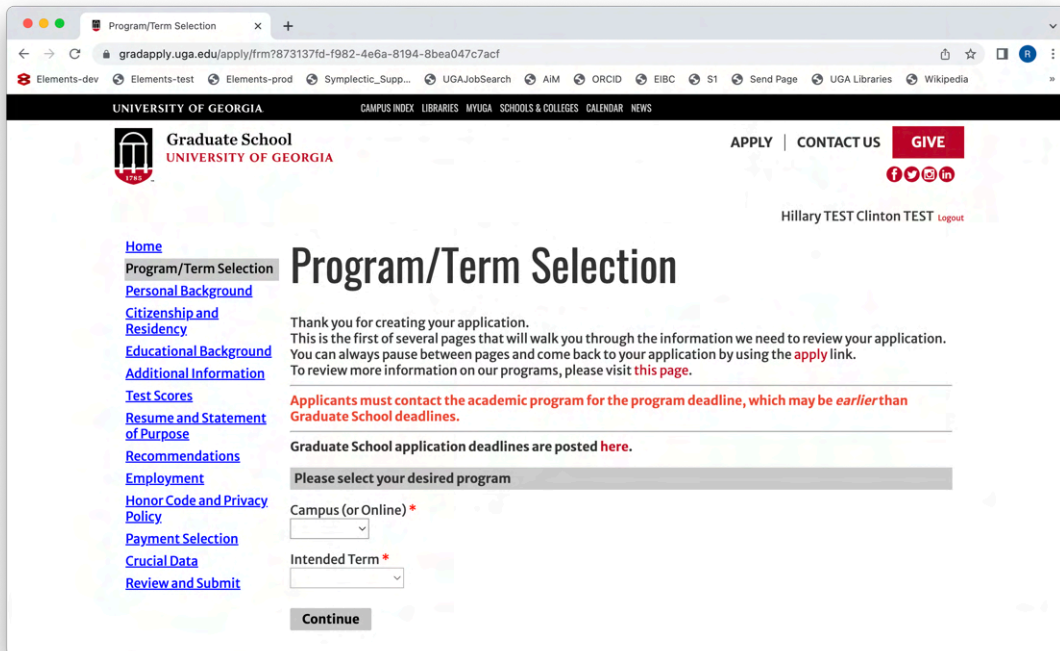 Program/Term Selection
gradapply.uga.edu/apply/frm?873137fd-f982-4e6a-8194-8bea047c7acf
R
Elements-dev Elements-test Elements-prod Symplectic_Supp... UGAJobSearch AiM ORCID EIBC S1 Send Page UGA Libraries Wikipedia »
UNIVERSITY OF GEORGIA CAMPUS INDEX LIBRARIES MYUGA SCHOOLS & COLLEGES CALENDAR NEWS
Graduate School
UNIVERSITY OF GEORGIA
1785
APPLY | CONTACT US GIVE
Hillary TEST Clinton TEST Logout
Home
Program/Term Selection
Personal Background
Citizenship and
Residency
Educational Background
Additional Information
Test Scores
Resume and Statement
of Purpose
Recommendations
Employment
Honor Code and Privacy
Policy
Payment Selection
Crucial Data
Review and Submit
Program/Term Selection
Thank you for creating your application.
This is the first of several pages that will walk you through the information we need to review your application.
You can always pause between pages and come back to your application by using the apply link.
To review more information on our programs, please visit this page.
Applicants must contact the academic program for the program deadline, which may be earlier than
Graduate School deadlines.
Graduate School application deadlines are posted here.
Please select your desired program
Campus (or Online) *
Intended Term *
Continue